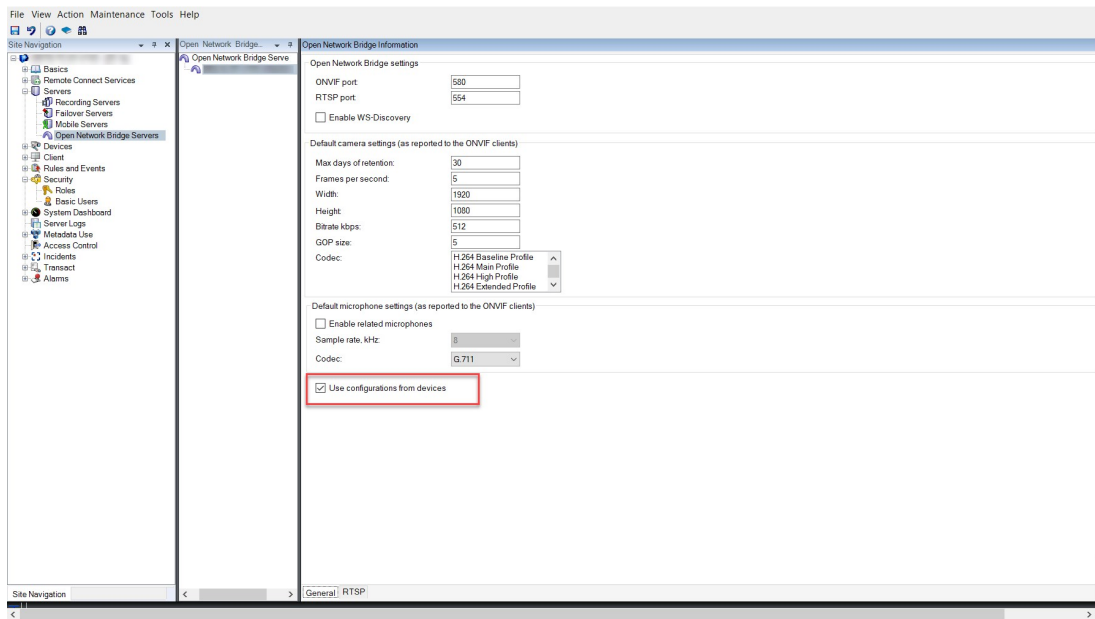 File View Action Maintenance Tools Help
Site Navigation
Basics
Remote Connect Services
Servers
Recording Servers
Failover Servers
Mobile Servers
Open Network Bridge Servers
Devices
Client
Rules and Events
Security
Roles
Basic Users
System Dashboard
Server Logs
Metadata Use
Access Control
Incidents
Transact
Alarms
Site Navigation
Open Network Bridge..
Open Network Bridge Serve
Open Network Bridge Information
Open Network Bridge settings
ONVIF port: 580
RTSP port: 554
Enable WS-Discovery
Default camera settings (as reported to the ONVIF clients)
Max days of retention: 30
Frames per second: 5
Width: 1920
Height: 1080
Bitrate kbps: 512
GOP size: 5
Codec: H.264 Baseline Profile
H.264 Main Profile
H.264 High Profile
H.264 Extended Profile
Default microphone settings (as reported to the ONVIF clients)
Enable related microphones
Sample rate, kHz: 8
Codec: G.711
Use configurations from devices
General RTSP